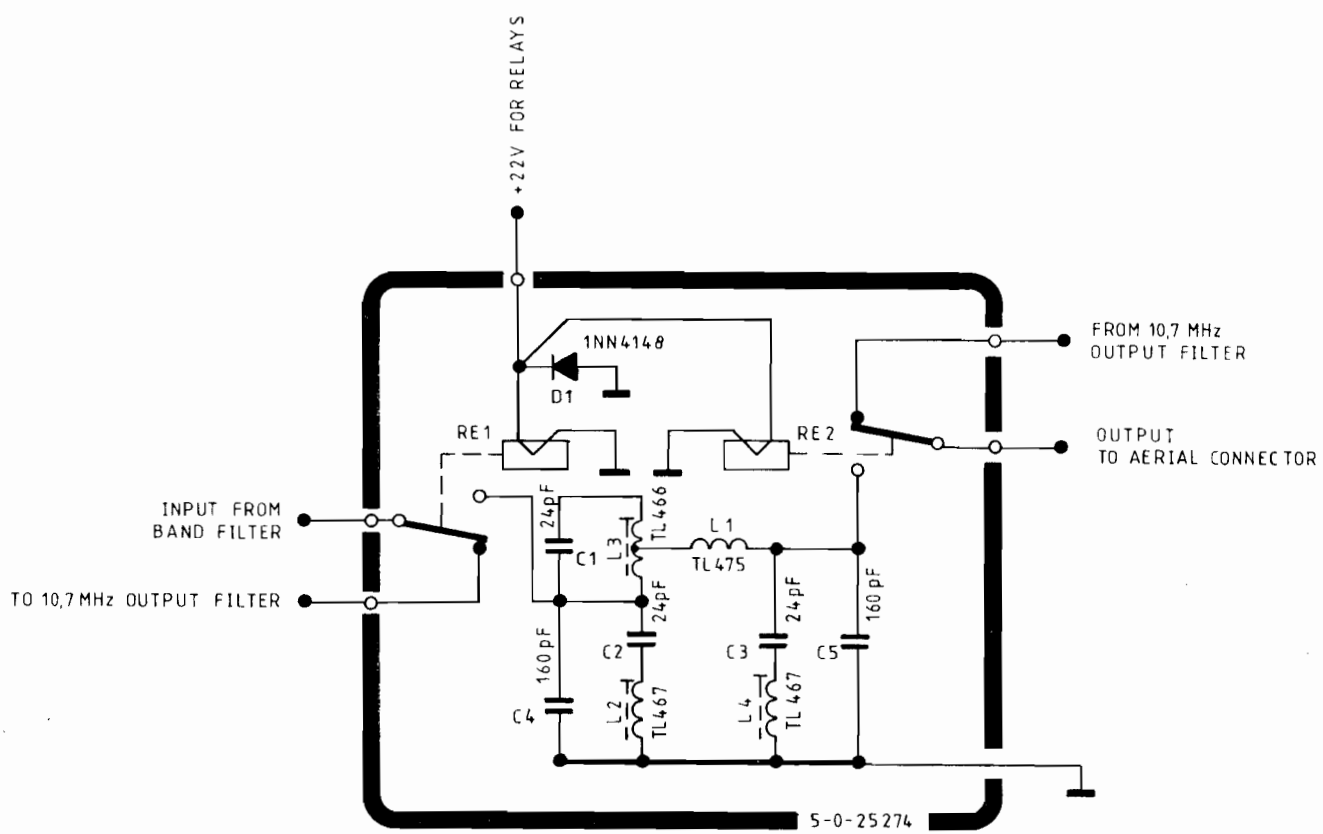 +22V FOR RELAYS
1NN4148
D1
FROM 10,7 MHz
OUTPUT FILTER
RE1
RE2
OUTPUT
TO AERIAL CONNECTOR
INPUT FROM
BAND FILTER
24pF
C1
L3
TL466
L1
TL475
TO 10,7 MHz OUTPUT FILTER
160pF
C4
24pF
C2
L2
TL467
24pF
C3
L4
TL467
160pF
C5
5-0-25274